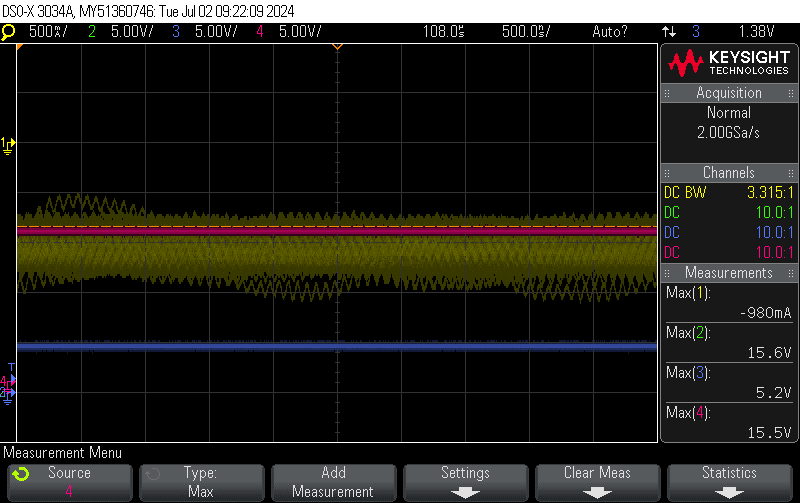 DSO-X 3034A, MY51360746: Tue Jul 02 09:22:09 2024
500%/ 2 5.00V/ 3 5.00V/ 4 5.00V/ 108.0s 500.0s/ Auto? 3 1.38V
KEYSIGHT
TECHNOLOGIES
Acquisition
Normal
2.00GSa/s
1
Channels
DC BW 3.315:1
DC 10.0:1
DC 10.0:1
DC 10.0:1
Measurements
Max(1):
-980mA
Max(2):
15.6V
Max(3):
5.2V
T
4
2
Max(4):
15.5V
Measurement Menu
Source
4
Type:
Max
Add
Measurement
Settings
Clear Meas
Statistics